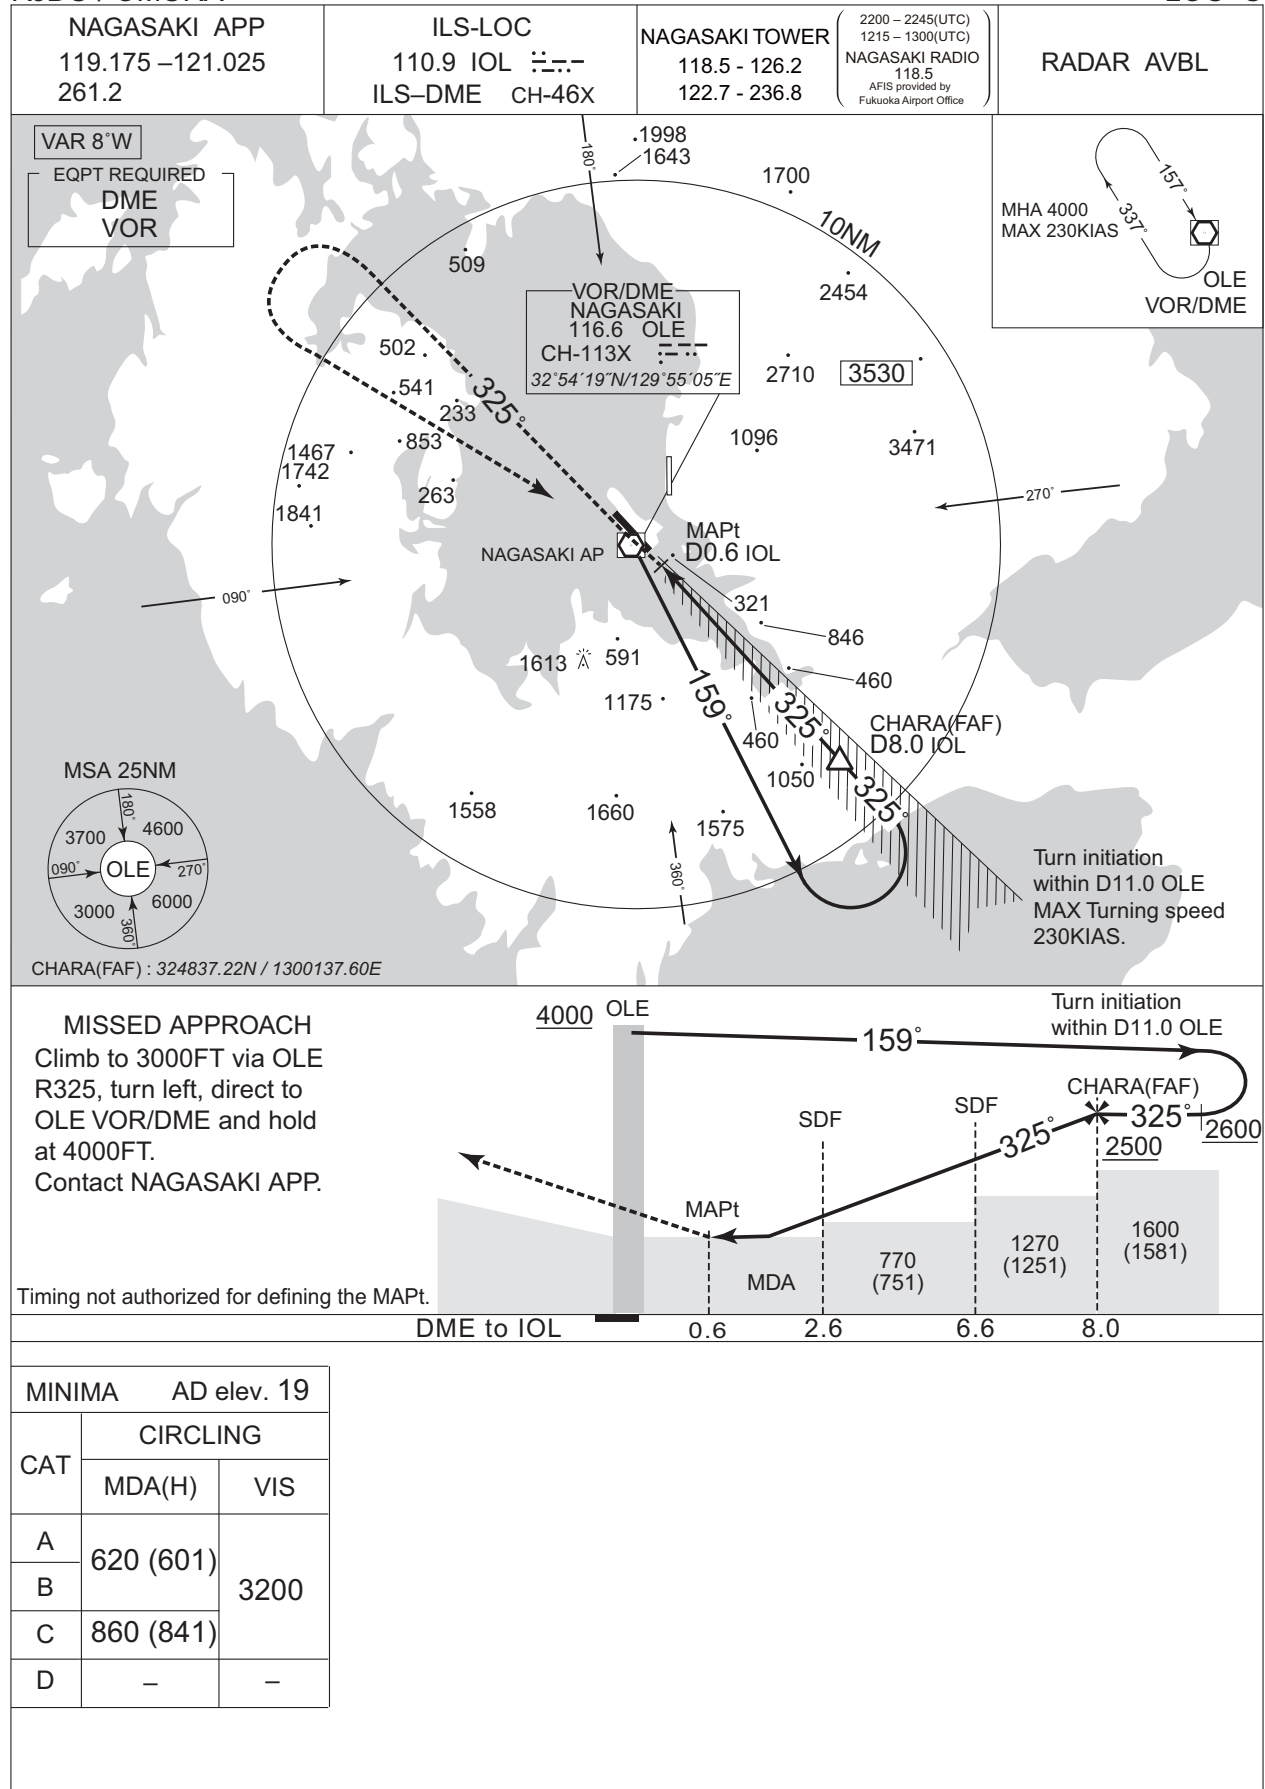 NAGASAKI APP
119.175 –121.025
261.2
ILS-LOC
110.9 IOL
ILS–DME CH-46X
NAGASAKI TOWER
118.5 - 126.2
122.7 - 236.8
2200 – 2245(UTC)
1215 – 1300(UTC)
NAGASAKI RADIO
118.5
AFIS provided by
Fukuoka Airport Office
RADAR AVBL
VAR 8°W
EQPT REQUIRED
DME
VOR
180°
1998
1643
1700
10NM
509
2454
VOR/DME
NAGASAKI
116.6 OLE
CH-113X
32°54´19˝N/129°55´05˝E
157°
337°
MHA 4000
MAX 230KIAS
OLE
VOR/DME
502
541
233
325°
2710
3530
1096
3471
1467
853
1742
263
1841
270°
090°
NAGASAKI AP
MAPt
D0.6 IOL
321
846
460
1613
591
1175
159°
460
325°
CHARA(FAF)
D8.0 IOL
1050
325°
1558
1660
1575
360°
MSA 25NM
180°
3700
4600
090°
OLE
270°
3000
6000
360°
Turn initiation
within D11.0 OLE
MAX Turning speed
230KIAS.
CHARA(FAF) : 324837.22N / 1300137.60E
MISSED APPROACH
Climb to 3000FT via OLE
R325, turn left, direct to
OLE VOR/DME and hold
at 4000FT.
Contact NAGASAKI APP.
4000
OLE
159°
Turn initiation
within D11.0 OLE
CHARA(FAF)
SDF
SDF
325°
325°
2600
2500
MAPt
MDA
770
(751)
1270
(1251)
1600
(1581)
Timing not authorized for defining the MAPt.
DME to IOL
0.6
2.6
6.6
8.0
MINIMA AD elev. 19
CAT
CIRCLING
MDA(H)
VIS
A
620 (601)
B
3200
C
860 (841)
D
–
–